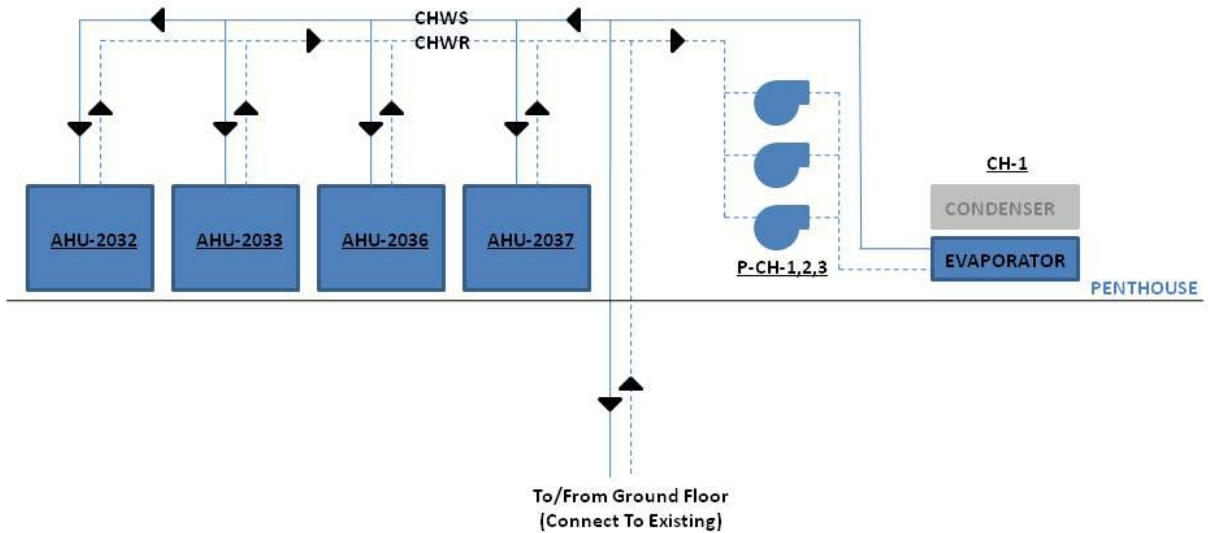 CHWS
CHWR
CH-1
CONDENSER
AHU-2032
AHU-2033
AHU-2036
AHU-2037
EVAPORATOR
P-CH-1,2,3
PENTHOUSE
To/From Ground Floor
(Connect To Existing)